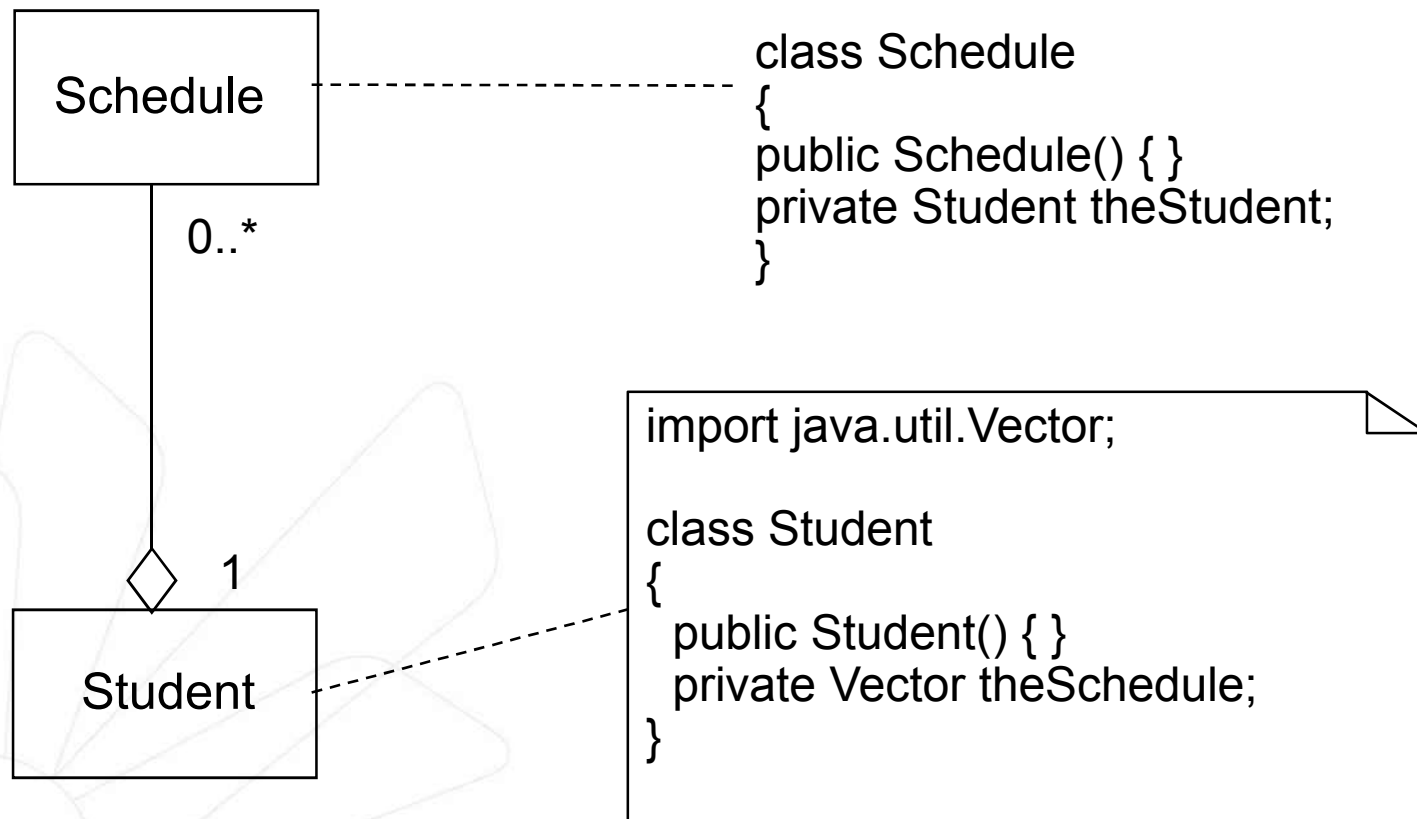 Schedule
0..*
1
Student
class Schedule
{
public Schedule() { }
private Student theStudent;
}
import java.util.Vector;
class Student
{
public Student() { }
private Vector theSchedule;
}